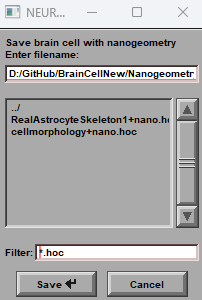 NEUR...
Save brain cell with nanogeometry
Enter filename:
D:/GitHub/BrainCellNew/Nanogeometry
../
RealAstrocyteSkeleton1+nano.ho
cellmorphology+nano.hoc
Filter: *.hoc
Save Cancel